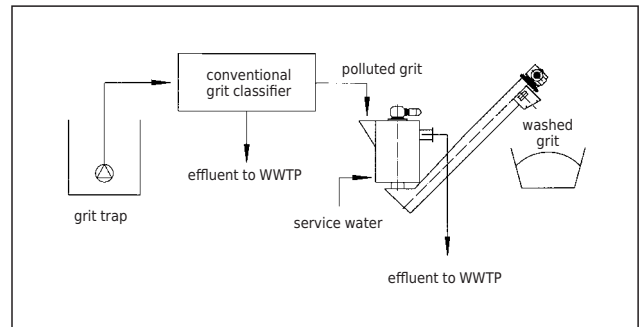 conventional
grit classifier
polluted grit
washed
grit
effluent to WWTP
grit trap
service water
effluent to WWTP